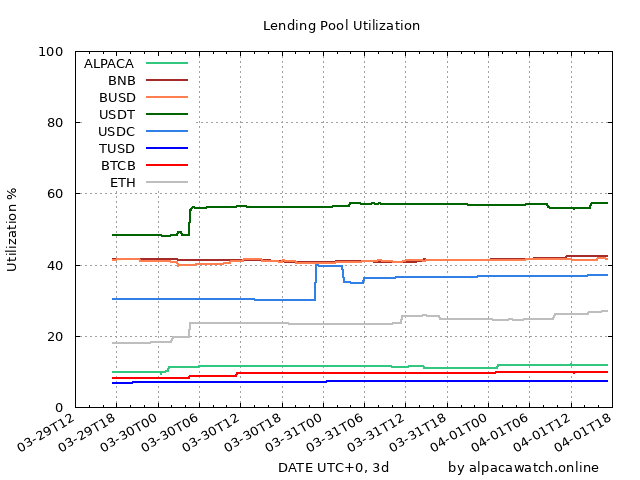 Lending Pool Utilization
100
80
60
40
20
0
Utilization %
ALPACA
BNB
BUSD
USDT
USDC
TUSD
BTCB
ETH
03-29T12
03-29T18
03-30T00
03-30T06
03-30T12
03-30T18
03-31T00
03-31T06
03-31T12
03-31T18
04-01T00
04-01T06
04-01T12
04-01T18
DATE UTC+0, 3d
by alpacawatch.online